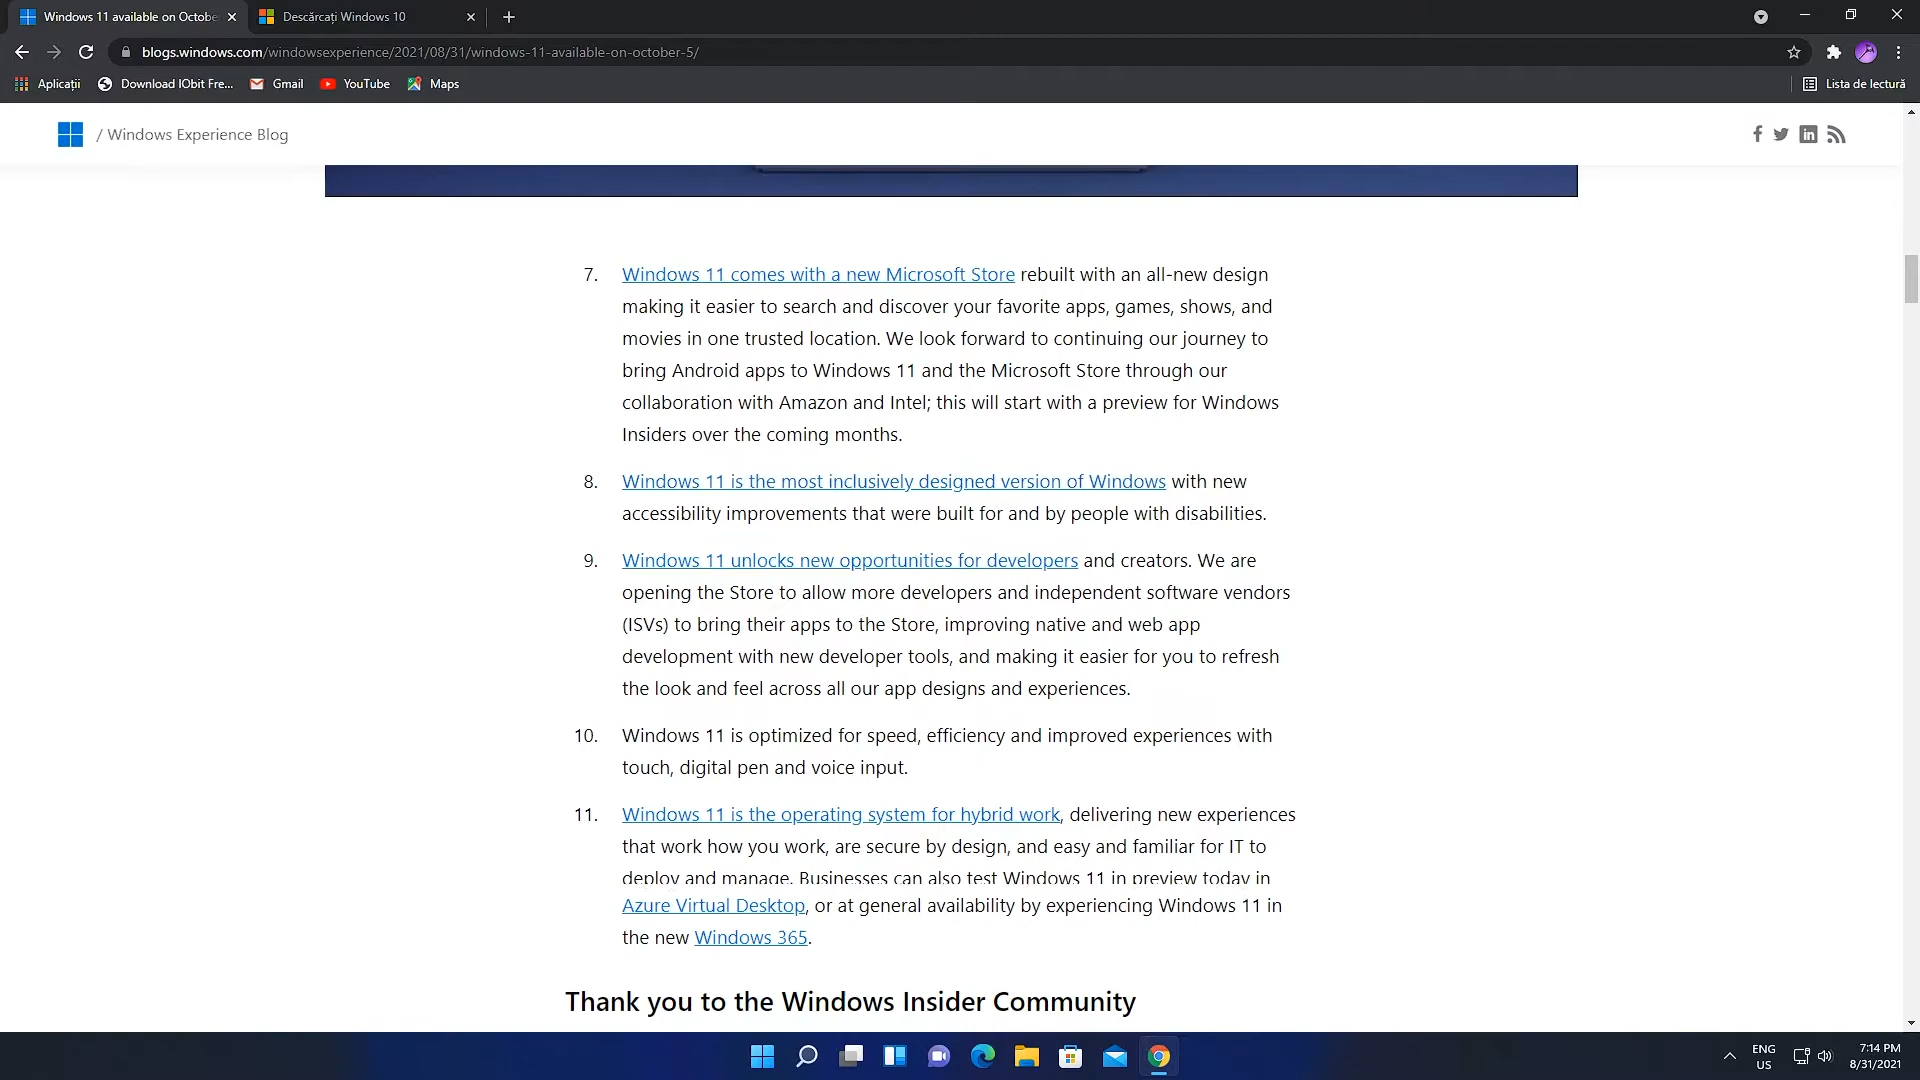 Windows 11 available on Octobe
Descărcați Windows 10
blogs.windows.com/windowsexperience/2021/08/31/windows-11-available-on-october-5/
Aplicații
Download IObit Fre...
Gmail
YouTube
Maps
Lista de lectură
/ Windows Experience Blog
7. Windows 11 comes with a new Microsoft Store rebuilt with an all-new design
making it easier to search and discover your favorite apps, games, shows, and
movies in one trusted location. We look forward to continuing our journey to
bring Android apps to Windows 11 and the Microsoft Store through our
collaboration with Amazon and Intel; this will start with a preview for Windows
Insiders over the coming months.
8. Windows 11 is the most inclusively designed version of Windows with new
accessibility improvements that were built for and by people with disabilities.
9. Windows 11 unlocks new opportunities for developers and creators. We are
opening the Store to allow more developers and independent software vendors
(ISVs) to bring their apps to the Store, improving native and web app
development with new developer tools, and making it easier for you to refresh
the look and feel across all our app designs and experiences.
10. Windows 11 is optimized for speed, efficiency and improved experiences with
touch, digital pen and voice input.
11. Windows 11 is the operating system for hybrid work, delivering new experiences
that work how you work, are secure by design, and easy and familiar for IT to
deploy and manage. Businesses can also test Windows 11 in preview today in
Azure Virtual Desktop, or at general availability by experiencing Windows 11 in
the new Windows 365.
Thank you to the Windows Insider Community
ENG
US
7:14 PM
8/31/2021